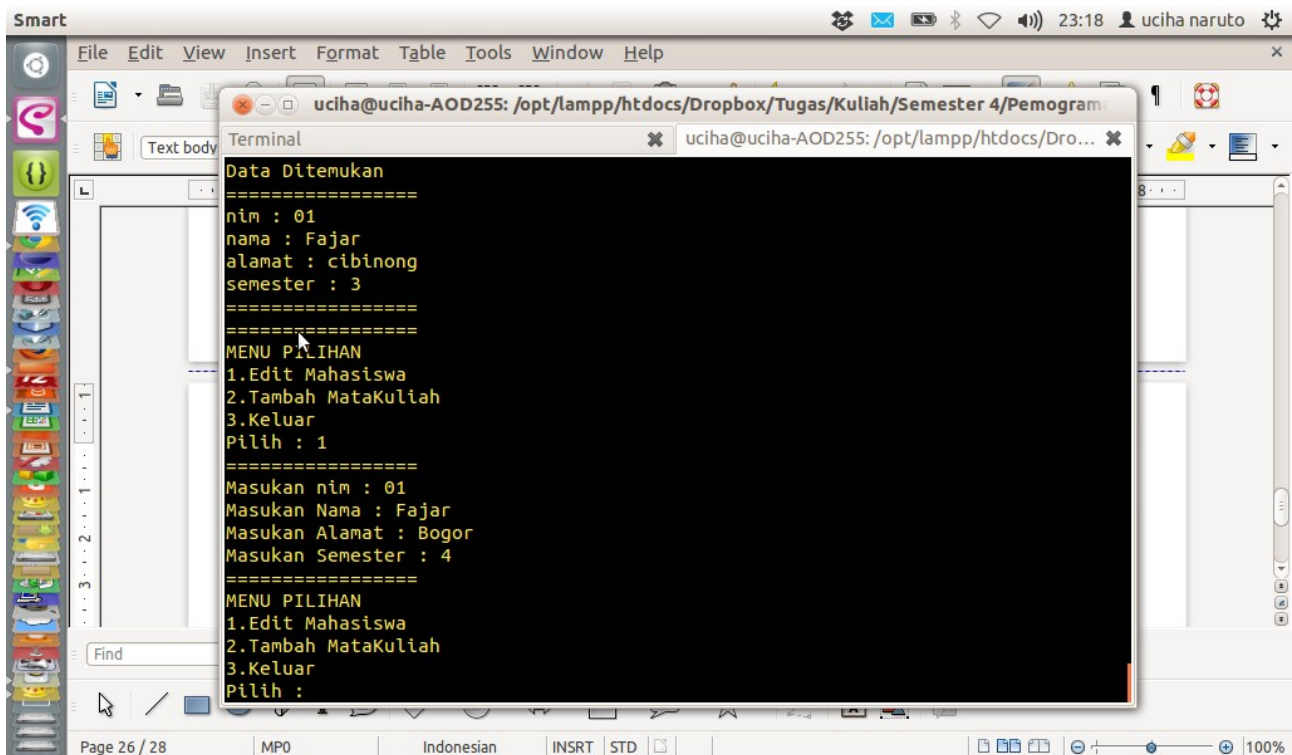 Smart
23:18 uciha naruto
File Edit View Insert Format Table Tools Window Help
uciha@uciha-AOD255: /opt/lampp/htdocs/Dropbox/Tugas/Kuliah/Semester 4/Pemograma
Text body
Terminal
uciha@uciha-AOD255: /opt/lampp/htdocs/Dro...
Data Ditemukan
=================
nim : 01
nama : Fajar
alamat : cibinong
semester : 3
=================
=================
MENU PILIHAN
1.Edit Mahasiswa
2.Tambah MataKuliah
3.Keluar
Pilih : 1
=================
Masukan nim : 01
Masukan Nama : Fajar
Masukan Alamat : Bogor
Masukan Semester : 4
=================
MENU PILIHAN
1.Edit Mahasiswa
2.Tambah MataKuliah
3.Keluar
Pilih :
Find
Page 26 / 28 MP0 Indonesian INSRT STD 100%